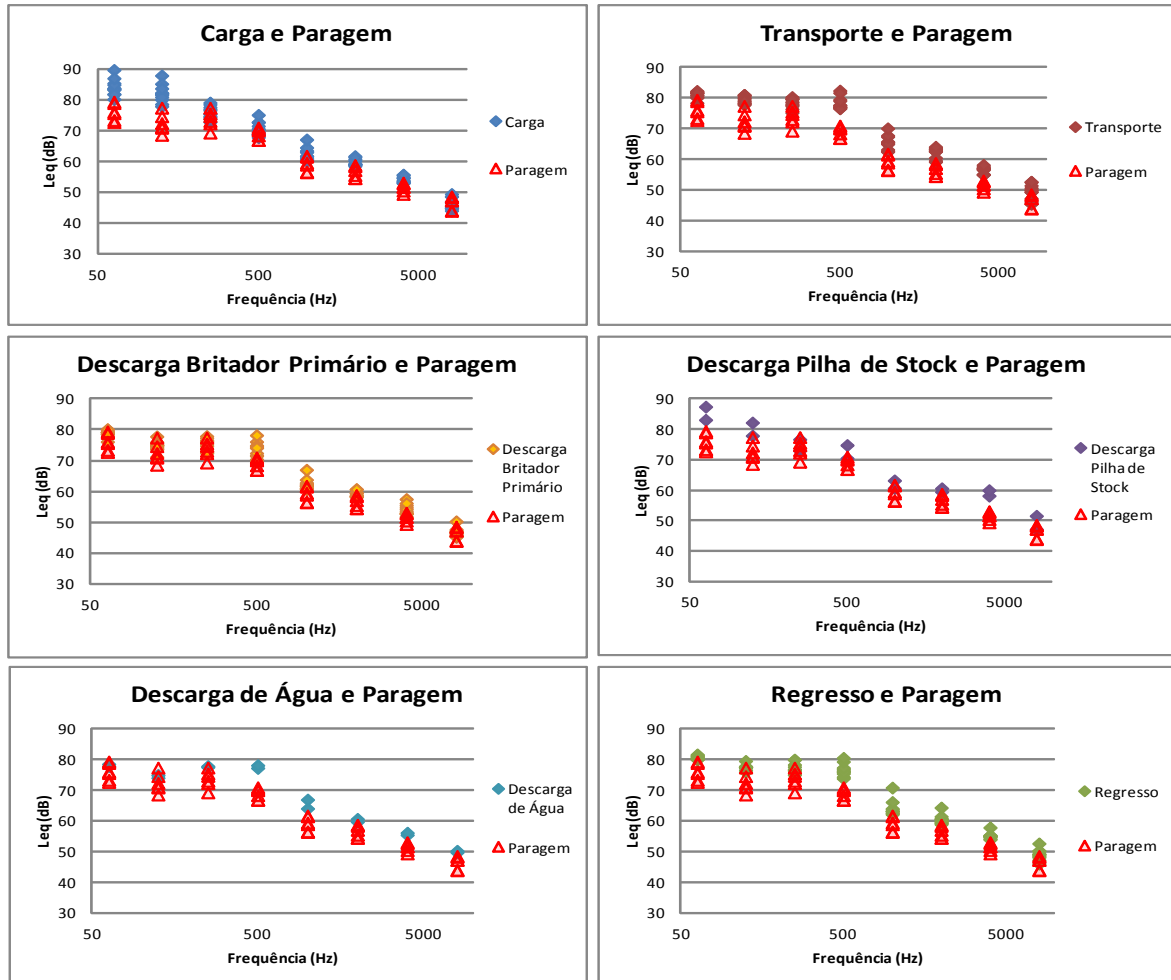 Carga e Paragem
Leq (dB)
90
80
70
60
50
40
30
50
500
5000
Frequência (Hz)
Carga
Paragem
Transporte e Paragem
Leq (dB)
90
80
70
60
50
40
30
50
500
5000
Frequência (Hz)
Transporte
Paragem
Descarga Britador Primário e Paragem
Leq (dB)
90
80
70
60
50
40
30
50
500
5000
Frequência (Hz)
Descarga
Britador
Primário
Paragem
Descarga Pilha de Stock e Paragem
Leq (dB)
90
80
70
60
50
40
30
50
500
5000
Frequência (Hz)
Descarga
Pilha de
Stock
Paragem
Descarga de Água e Paragem
Leq (dB)
90
80
70
60
50
40
30
50
500
5000
Frequência (Hz)
Descarga
de Água
Paragem
Regresso e Paragem
Leq (dB)
90
80
70
60
50
40
30
50
500
5000
Frequência (Hz)
Regresso
Paragem